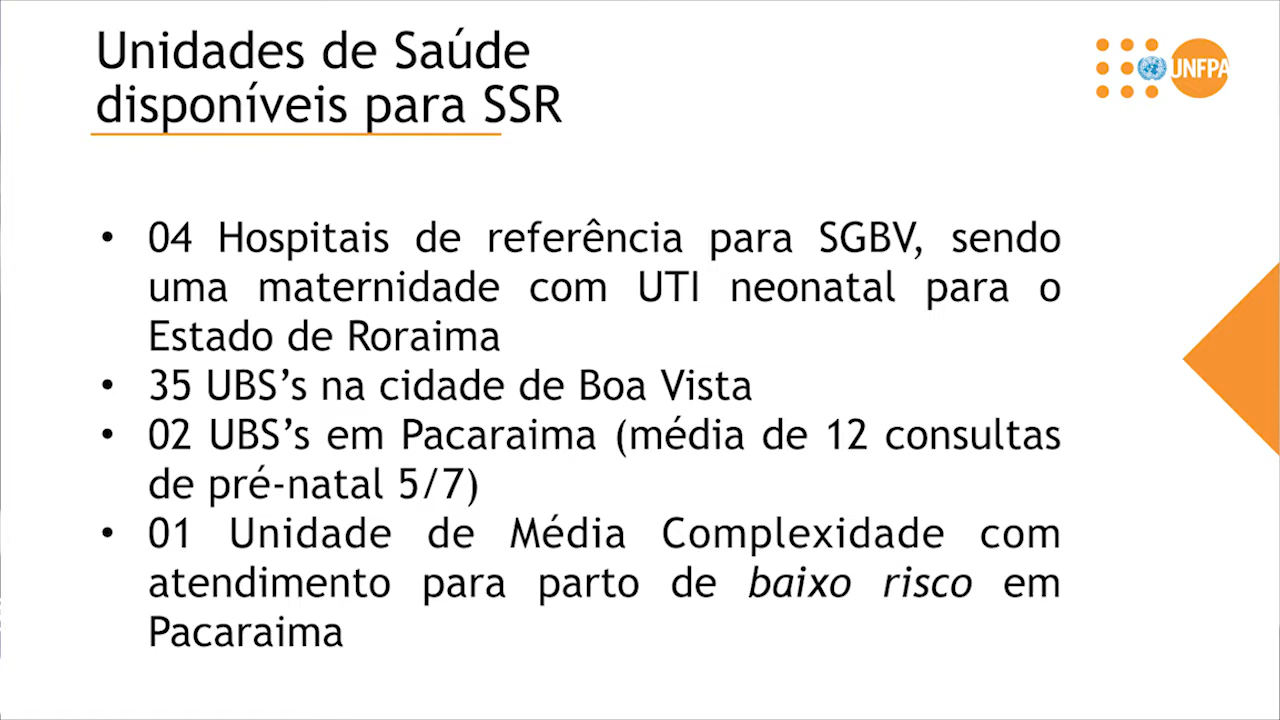 Unidades de Saúde
disponíveis para SSR
UNFPA
• 04 Hospitais de referência para SGBV, sendo
uma maternidade com UTI neonatal para o
Estado de Roraima
• 35 UBS’s na cidade de Boa Vista
• 02 UBS’s em Pacaraima (média de 12 consultas
de pré-natal 5/7)
• 01 Unidade de Média Complexidade com
atendimento para parto de baixo risco em
Pacaraima